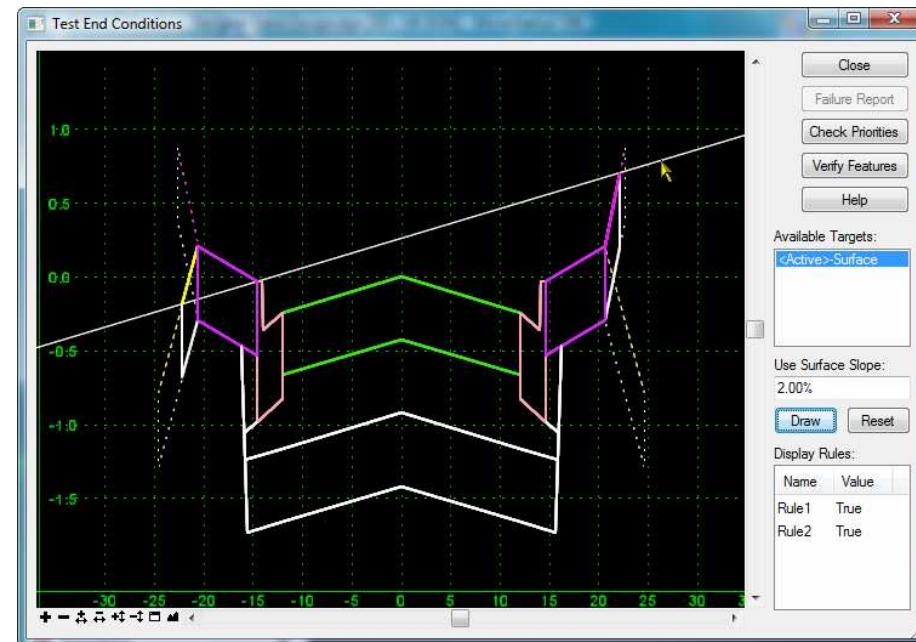 Test End Conditions
1.0
0.5
0.0
-0.5
-1.0
-1.5
-30 -25 -20 -15 -10 -5 0 5 10 15 20 25 30
Close
Failure Report
Check Priorities
Verify Features
Help
Available Targets:
<Active>-Surface
Use Surface Slope:
2.00%
Draw Reset
Display Rules:
Name Value
Rule1 True
Rule2 True